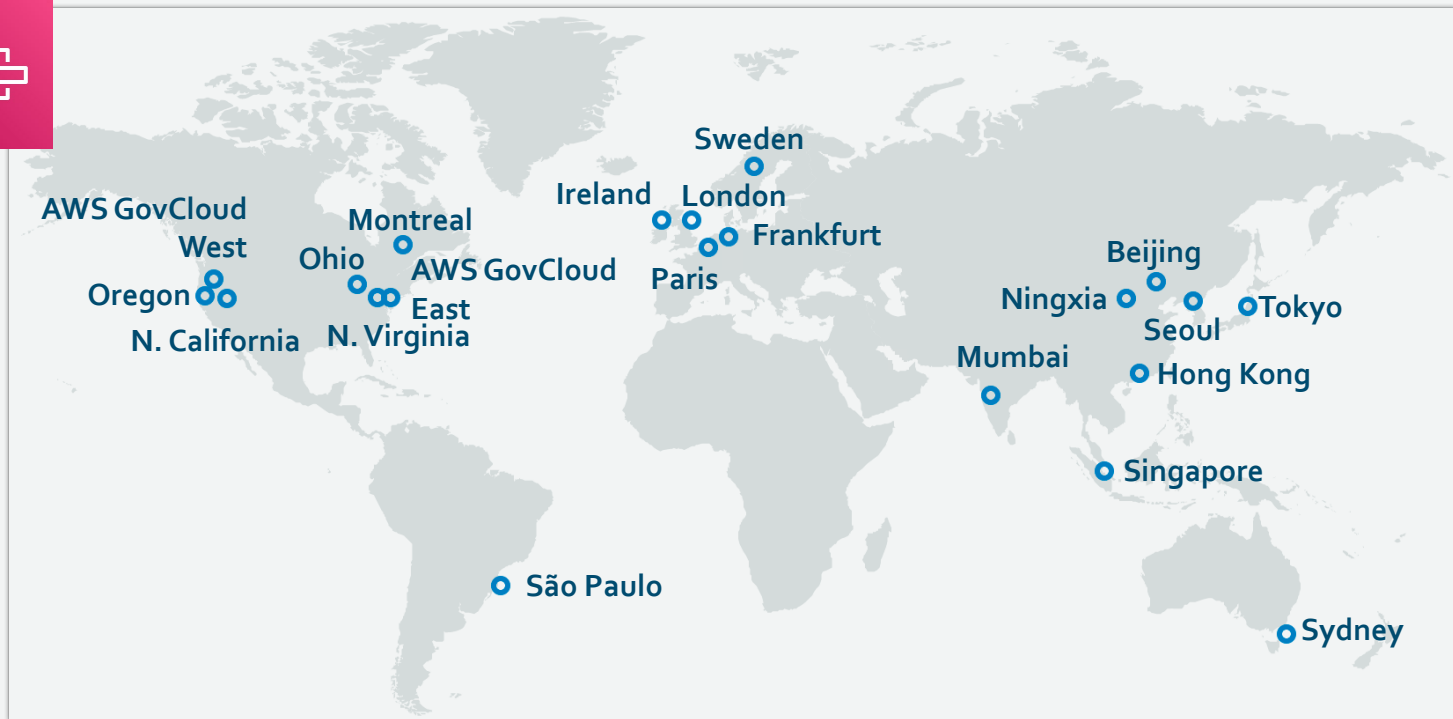 Sweden
Ireland
London
AWS GovCloud
West
Montreal
Frankfurt
Ohio
AWS GovCloud
East
Paris
Beijing
Oregon
Ningxia
Tokyo
N. California
N. Virginia
Seoul
Mumbai
Hong Kong
Singapore
São Paulo
Sydney